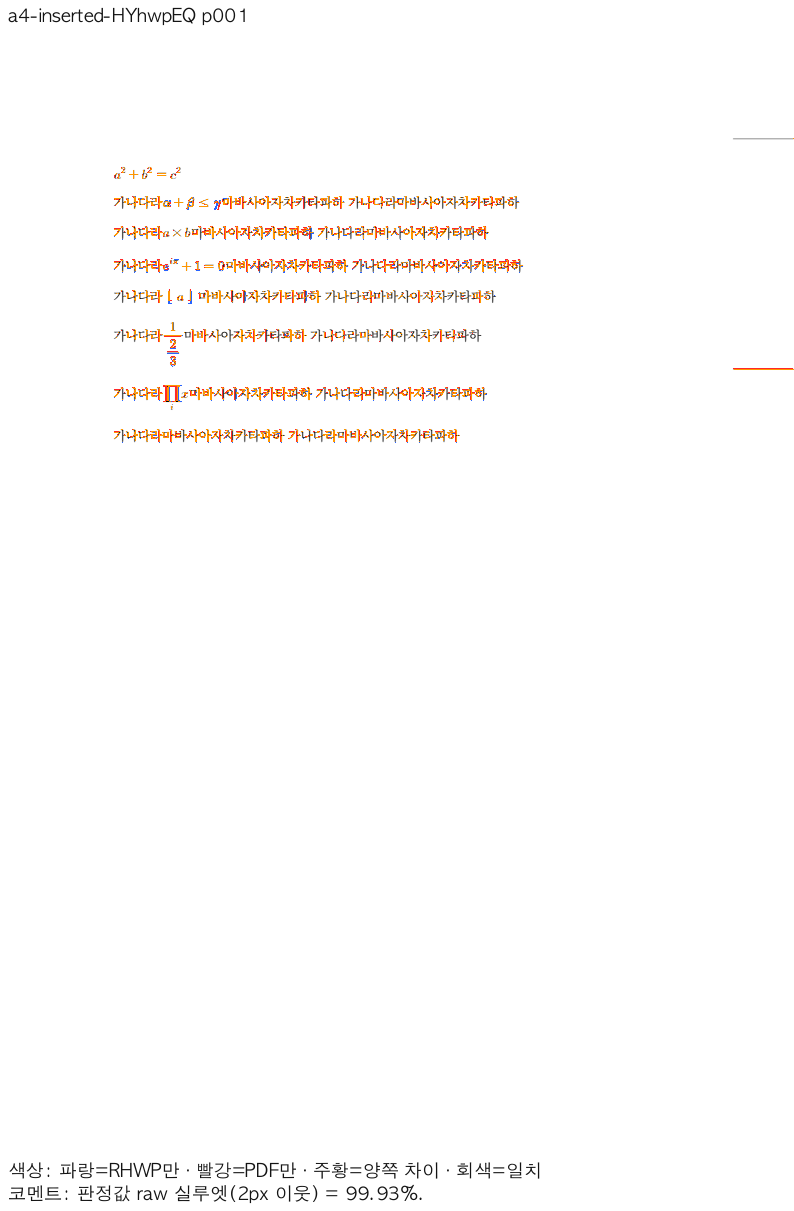 a4-inserted-HYhwpEQ p001
a² + b² = c²
가나다라α + β ≤ γ마바사아자차카타파하 가나다라마바사아자차카타파하
가나다라a × b마바사아자차카타파하 가나다라마바사아자차카타파하
가나다라e^{iπ} + 1 = 0마바사아자차카타파하 가나다라마바사아자차카타파하
가나다라 ⌊ a ⌋ 마바사아자차카타파하 가나다라마바사아자차카타파하
가나다라 1/(2/3) 마바사아자차카타파하 가나다라마바사아자차카타파하
가나다라∏_i x마바사아자차카타파하 가나다라마바사아자차카타파하
가나다라마바사아자차카타파하 가나다라마바사아자차카타파하
색상: 파랑=RHWP만 · 빨강=PDF만 · 주황=양쪽 차이 · 회색=일치
코멘트: 판정값 raw 실루엣(2px 이웃) = 99.93%.